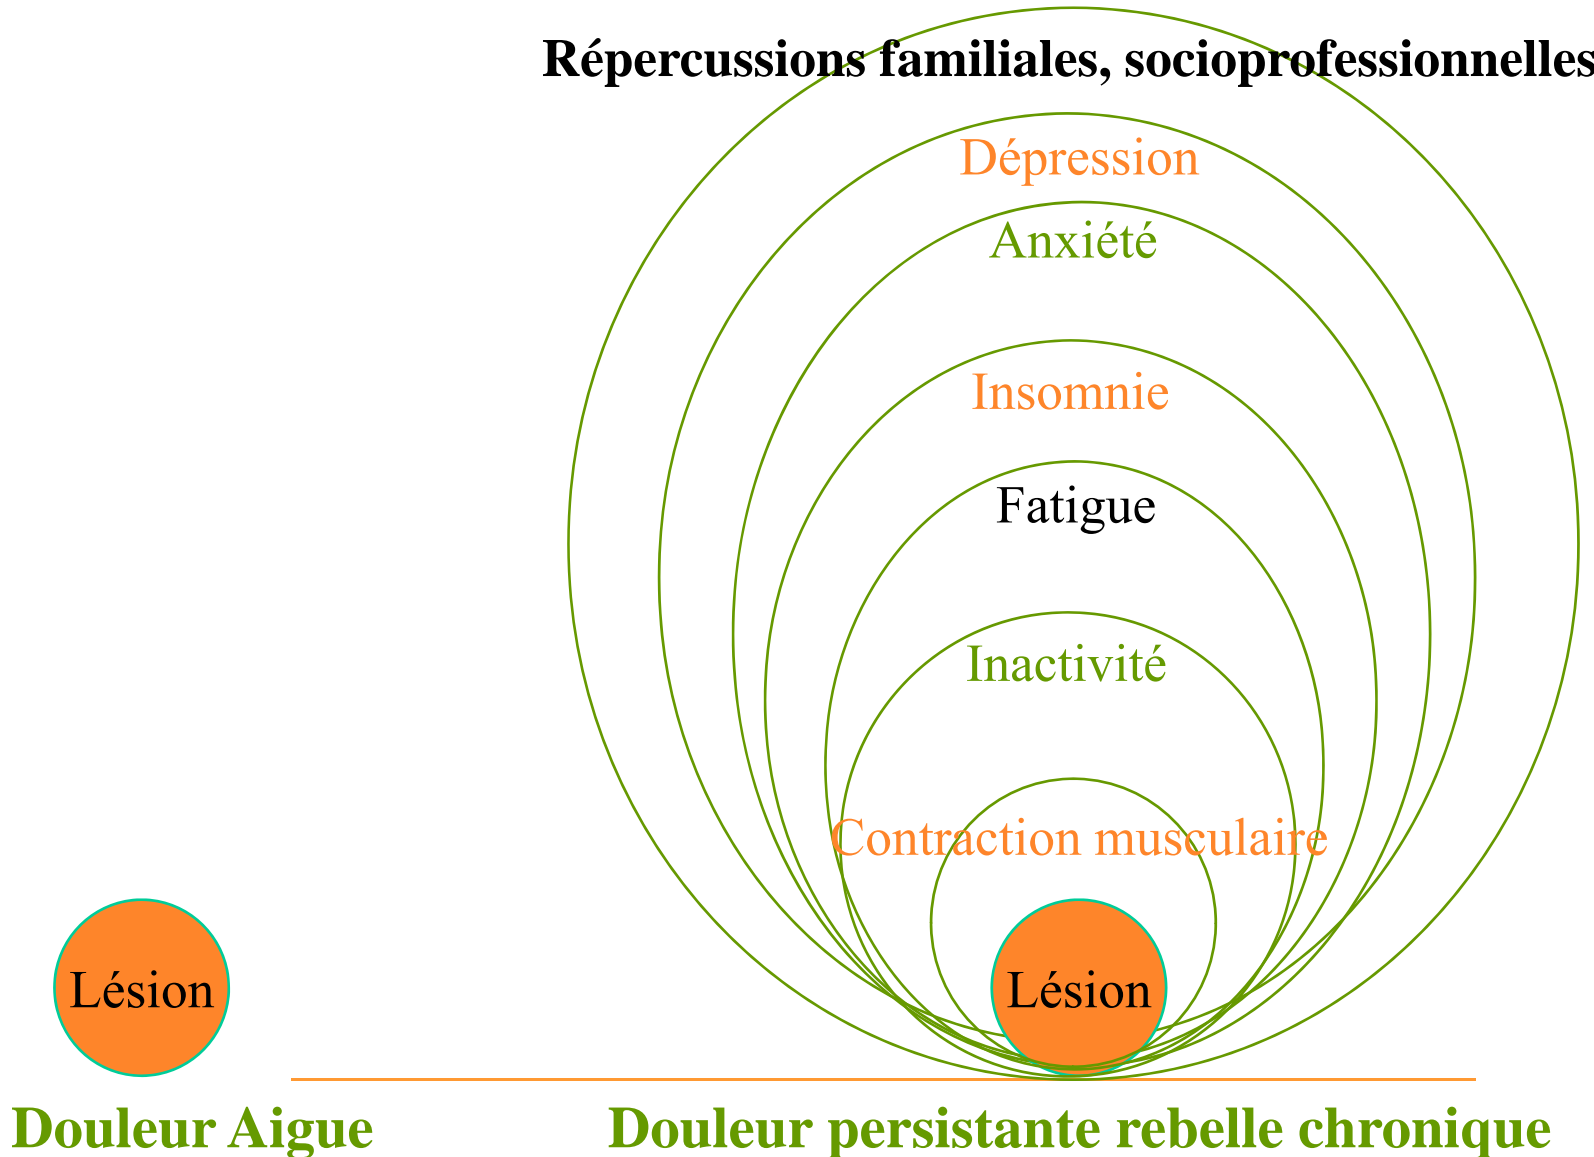 Répercussions familiales, socioprofessionnelles
Dépression
Anxiété
Insomnie
Fatigue
Inactivité
Contraction musculaire
Lésion
Lésion
Douleur Aigue
Douleur persistante rebelle chronique